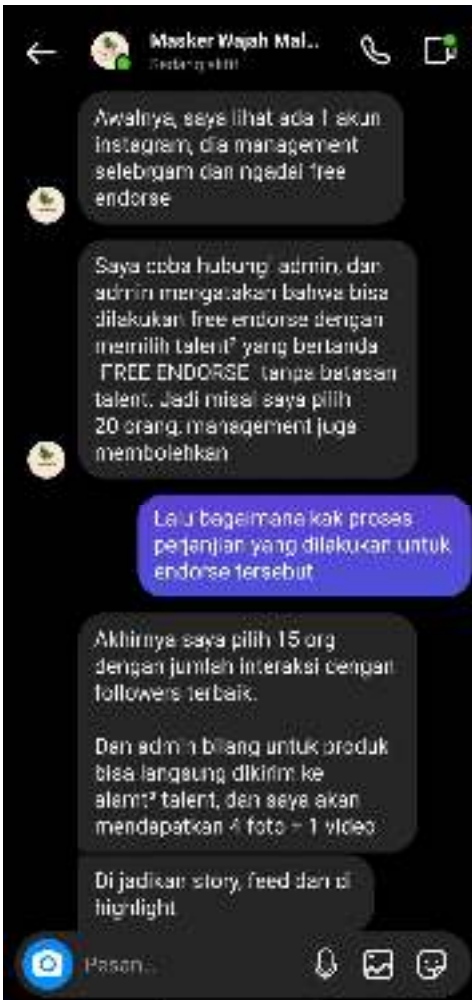 Masker Wajah Mal...
Sedang aktif
Awalnya, saya lihat ada 1 akun
instagram, dia management
selebrgam dan ngadai free
endorse
Saya coba hubungi admin, dan
admin mengatakan bahwa bisa
dilakukan free endorse dengan
memilih talent² yang bertanda
FREE ENDORSE tanpa batasan
talent. Jadi misal saya pilih
20 orang, management juga
membolehkan
Lalu bagaimana kak proses
perjanjian yang dilakukan untuk
endorse tersebut
Akhirnya saya pilih 15 org
dengan jumlah interaksi dengan
followers terbaik.
Dan admin bilang untuk produk
bisa langsung dikirim ke
alamt² talent, dan saya akan
mendapatkan 4 foto + 1 video
Di jadikan story, feed dan di
highlight
Pesan...